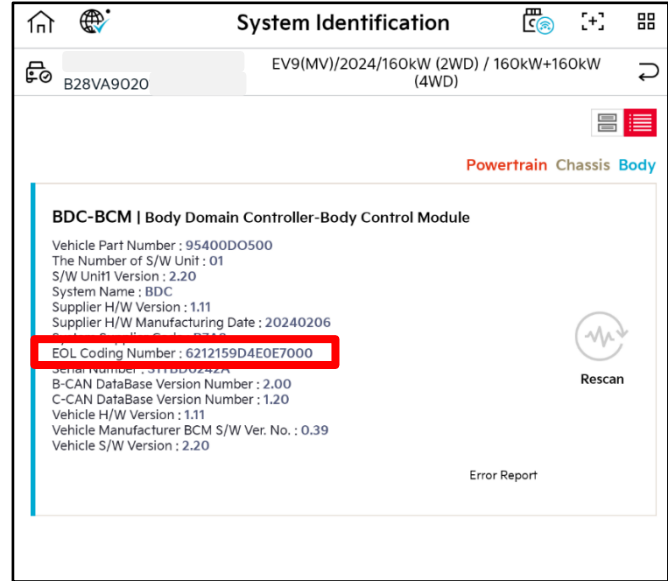 System Identification
B28VA9020
EV9(MV)/2024/160kW (2WD) / 160kW+160kW
(4WD)
Powertrain Chassis Body
BDC-BCM | Body Domain Controller-Body Control Module
Vehicle Part Number : 95400DO500
The Number of S/W Unit : 01
S/W Unit1 Version : 2.20
System Name : BDC
Supplier H/W Version : 1.11
Supplier H/W Manufacturing Date : 20240206
EOL Coding Number : 6212159D4E0E7000
B-CAN DataBase Version Number : 2.00
C-CAN DataBase Version Number : 1.20
Vehicle H/W Version : 1.11
Vehicle Manufacturer BCM S/W Ver. No. : 0.39
Vehicle S/W Version : 2.20
Rescan
Error Report